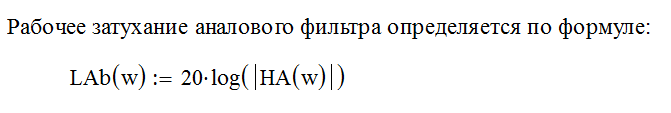 Рабочее затухание аналового фильтра определяется по формуле:
LAb(w) := 20·log(|HA(w)|)